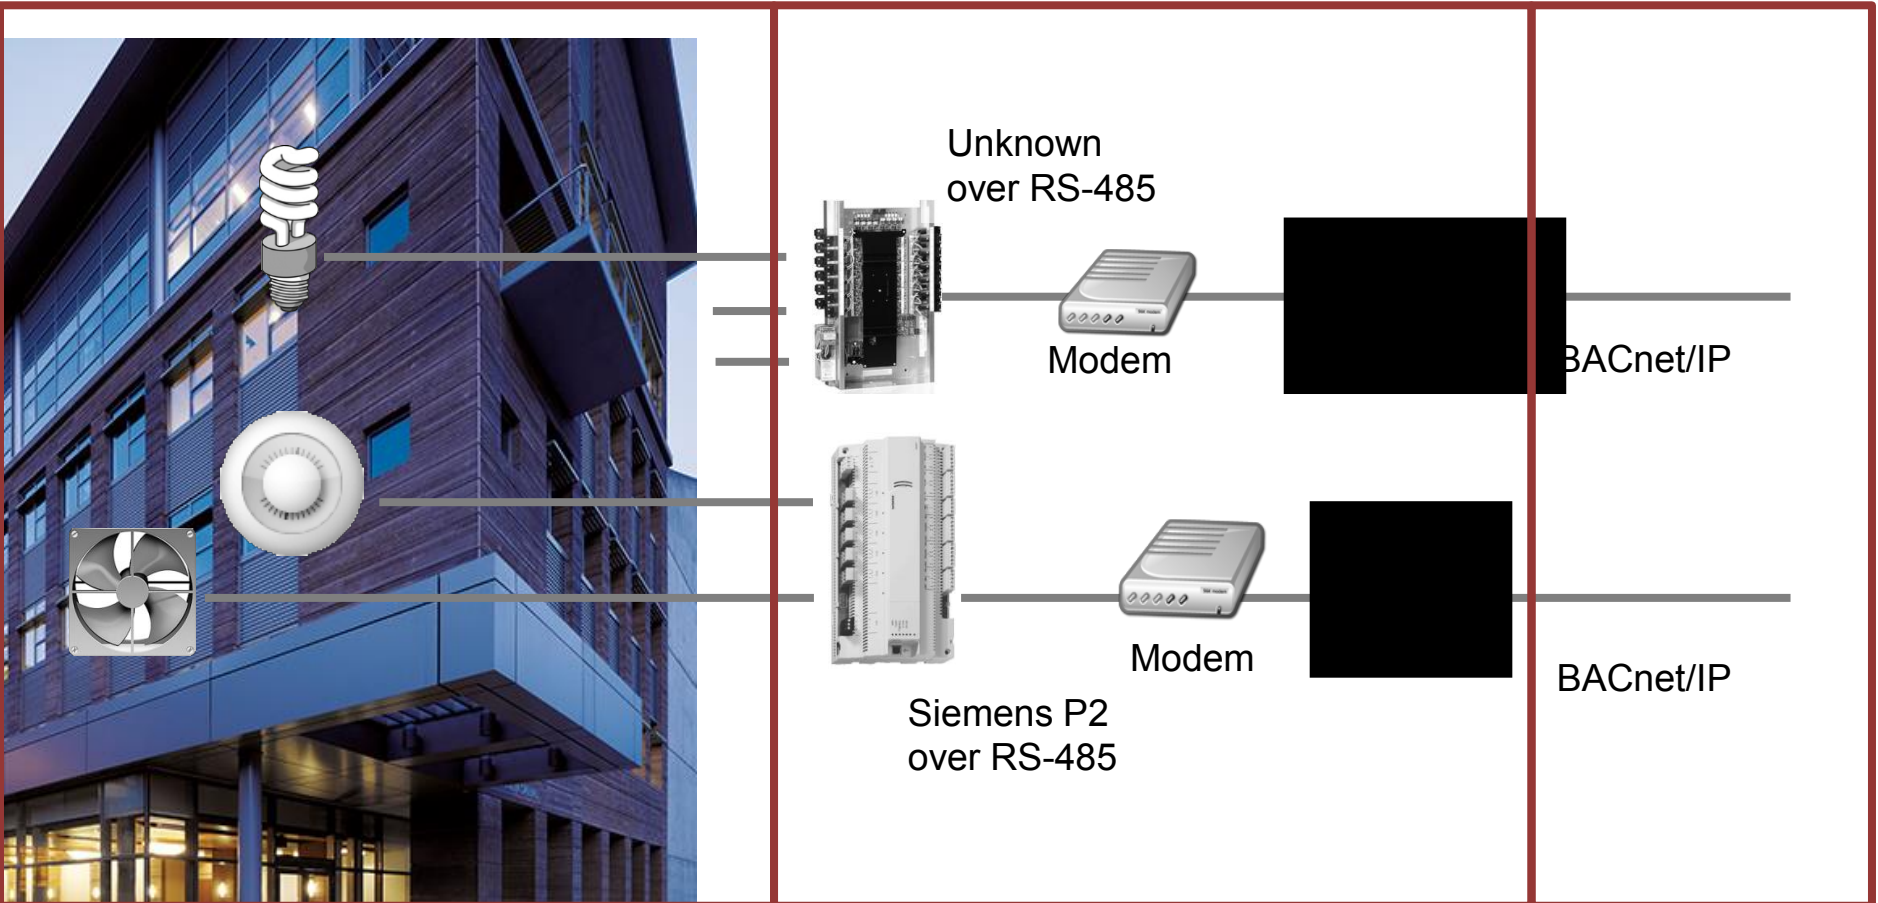 Unknown
over RS-485
Modem
BACnet/IP
Modem
BACnet/IP
Siemens P2
over RS-485